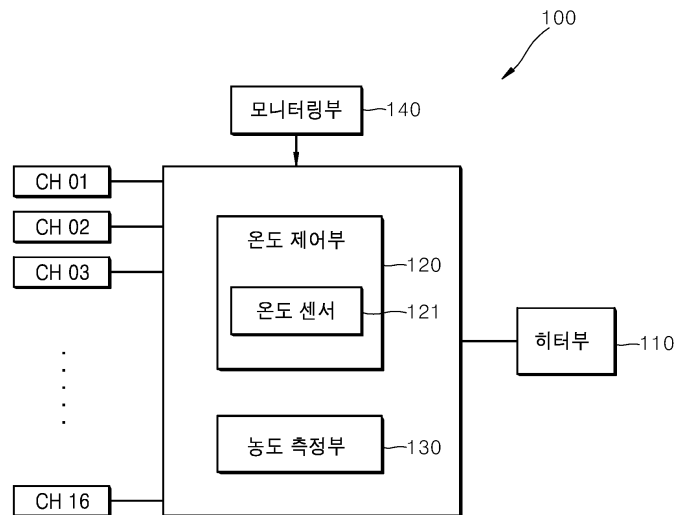 100
모니터링부
140
CH 01
CH 02
CH 03
온도 제어부
120
온도 센서
121
히터부
110
농도 측정부
130
CH 16